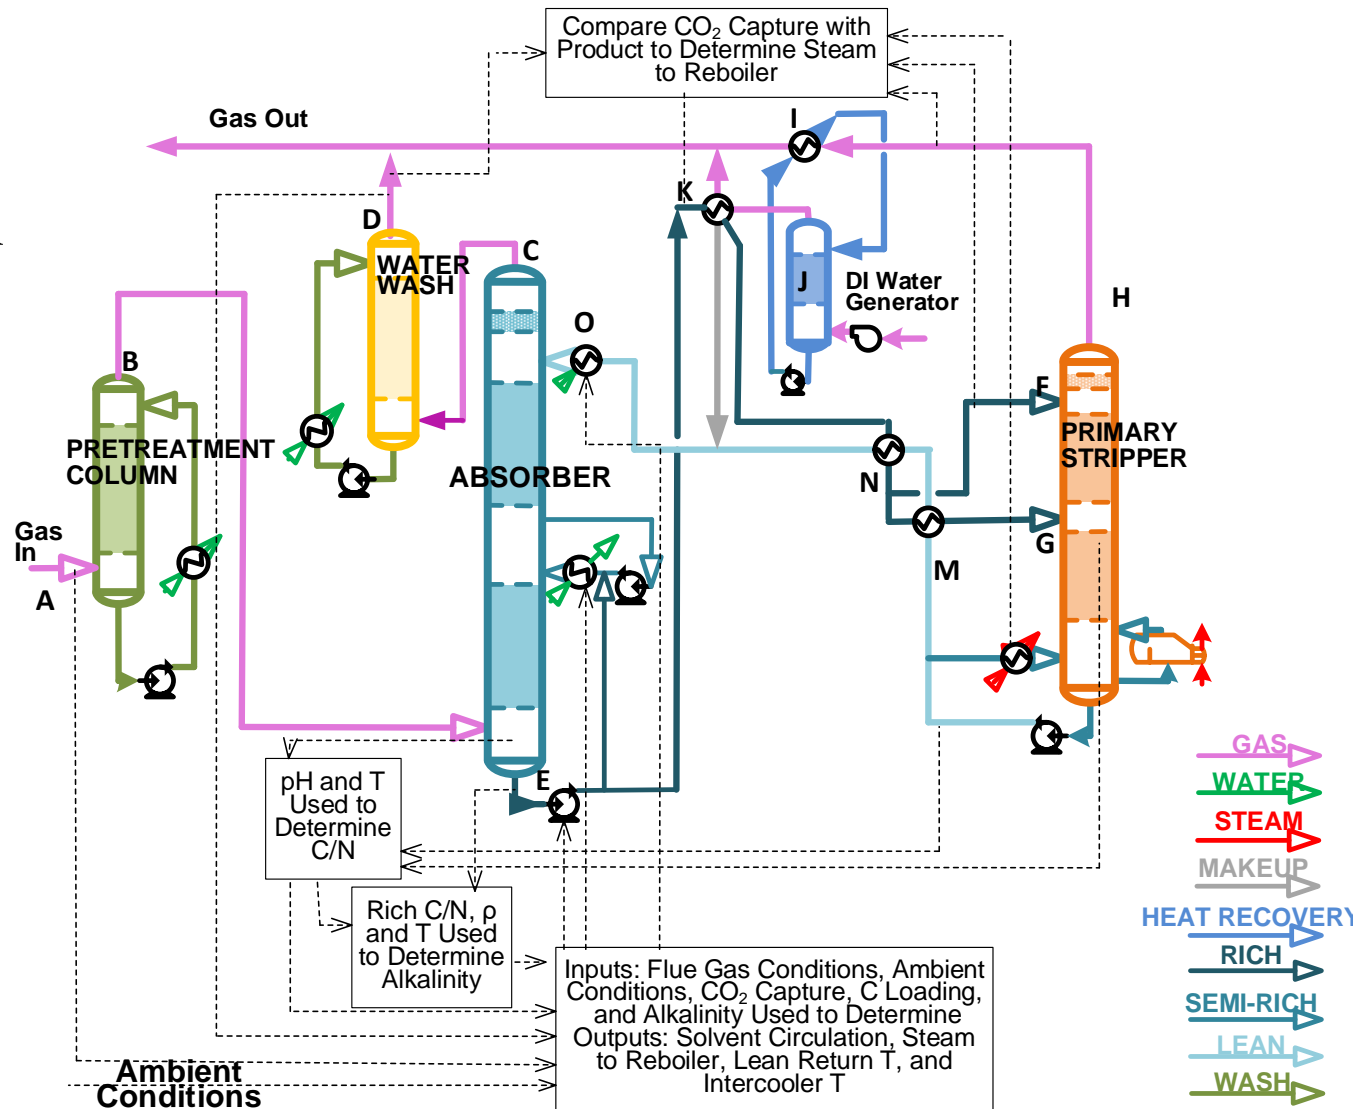 Compare CO₂ Capture with
Product to Determine Steam
to Reboiler
Gas Out
I
K
D
C
WATER
WASH
J
DI Water
Generator
H
O
B
F
PRETREATMENT
COLUMN
ABSORBER
PRIMARY
STRIPPER
N
G
Gas
In
A
M
E
pH and T
Used to
Determine
C/N
Rich C/N, ρ
and T Used
to Determine
Alkalinity
Inputs: Flue Gas Conditions, Ambient
Conditions, CO₂ Capture, C Loading,
and Alkalinity Used to Determine
Outputs: Solvent Circulation, Steam
to Reboiler, Lean Return T, and
Intercooler T
Ambient
Conditions
GAS
WATER
STEAM
MAKEUP
HEAT RECOVERY
RICH
SEMI-RICH
LEAN
WASH